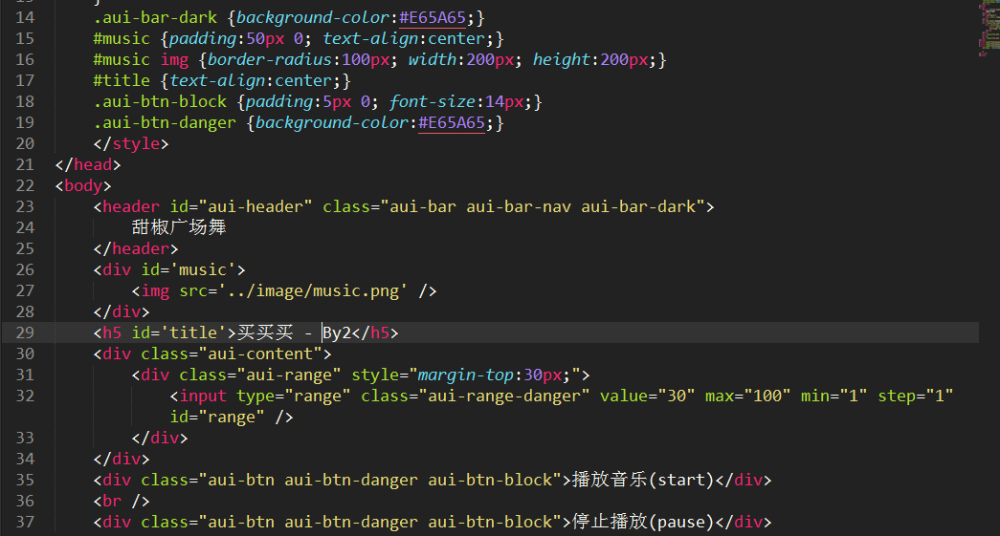 14 .aui-bar-dark {background-color:#E65A65;}
15 #music {padding:50px 0; text-align:center;}
16 #music img {border-radius:100px; width:200px; height:200px;}
17 #title {text-align:center;}
18 .aui-btn-block {padding:5px 0; font-size:14px;}
19 .aui-btn-danger {background-color:#E65A65;}
20 </style>
21 </head>
22 <body>
23 <header id="aui-header" class="aui-bar aui-bar-nav aui-bar-dark">
24 甜椒广场舞
25 </header>
26 <div id='music'>
27 <img src='../image/music.png' />
28 </div>
29 <h5 id='title'>买买买 - By2</h5>
30 <div class="aui-content">
31 <div class="aui-range" style="margin-top:30px;">
32 <input type="range" class="aui-range-danger" value="30" max="100" min="1" step="1"
id="range" />
33 </div>
34 </div>
35 <div class="aui-btn aui-btn-danger aui-btn-block">播放音乐(start)</div>
36 <br />
37 <div class="aui-btn aui-btn-danger aui-btn-block">停止播放(pause)</div>